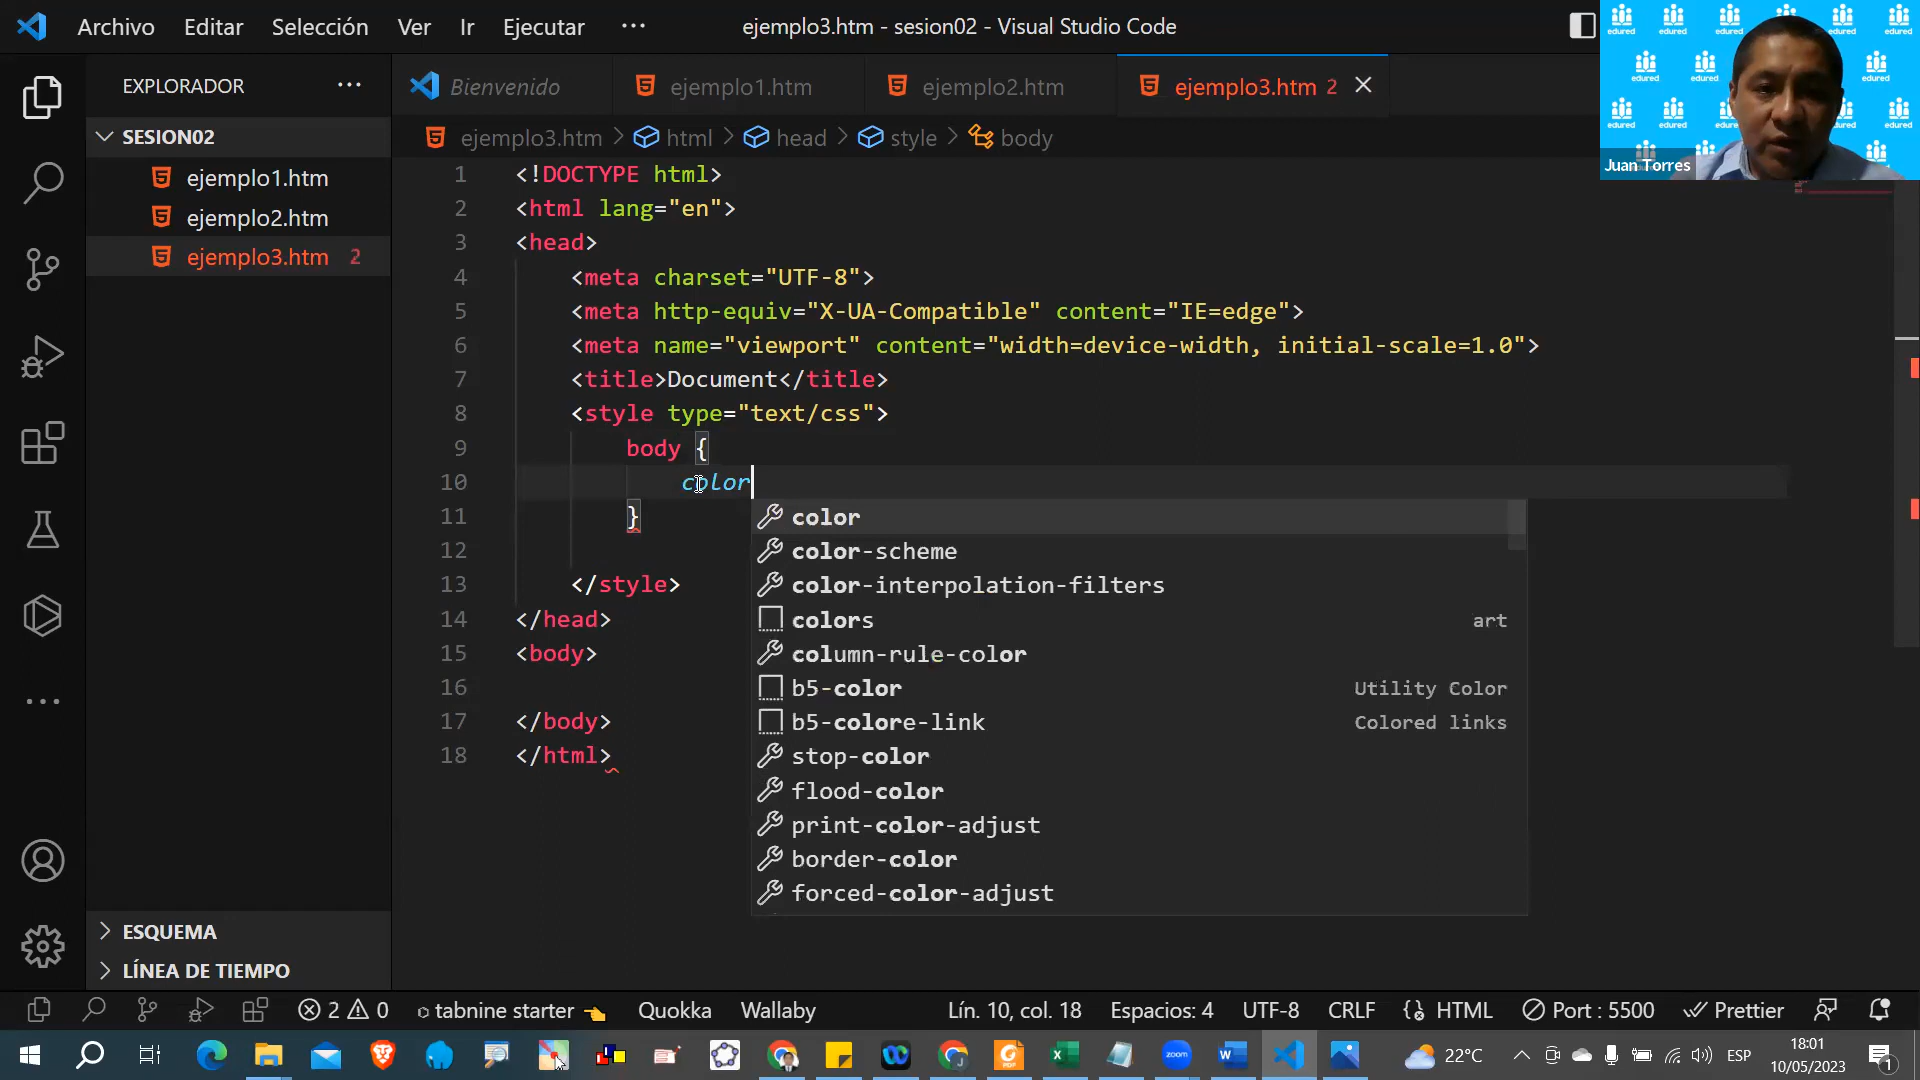 Archivo Editar Selección Ver Ir Ejecutar ··· ejemplo3.htm - sesion02 - Visual Studio Code
edured edured edured edured edured
Juan Torres
EXPLORADOR ···
SESION02
ejemplo1.htm
ejemplo2.htm
ejemplo3.htm 2
ESQUEMA
LÍNEA DE TIEMPO
Bienvenido ejemplo1.htm ejemplo2.htm ejemplo3.htm 2
ejemplo3.htm > html > head > style > body
1 <!DOCTYPE html>
2 <html lang="en">
3 <head>
4 <meta charset="UTF-8">
5 <meta http-equiv="X-UA-Compatible" content="IE=edge">
6 <meta name="viewport" content="width=device-width, initial-scale=1.0">
7 <title>Document</title>
8 <style type="text/css">
9 body {
10 color
11 }
12
13 </style>
14 </head>
15 <body>
16
17 </body>
18 </html>
color
color-scheme
color-interpolation-filters
colors art
column-rule-color
b5-color Utility Color
b5-colore-link Colored links
stop-color
flood-color
print-color-adjust
border-color
forced-color-adjust
2 0 tabnine starter Quokka Wallaby Lín. 10, col. 18 Espacios: 4 UTF-8 CRLF HTML Port : 5500 Prettier
zoom 22°C ESP 18:01
10/05/2023 1